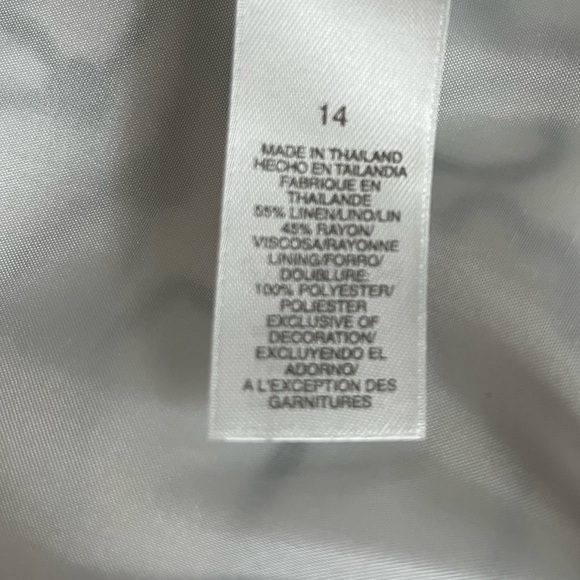 14
MADE IN THAILAND
HECHO EN TAILANDIA
FABRIQUE EN
THAILANDE
55% LINEN/LINO/LIN
45% RAYON/
VISCOSA/RAYONNE
LINING/FORRO/
DOUBLURE:
100% POLYESTER/
POLIESTER
EXCLUSIVE OF
DECORATION/
EXCLUYENDO EL
ADORNO/
A L'EXCEPTION DES
GARNITURES